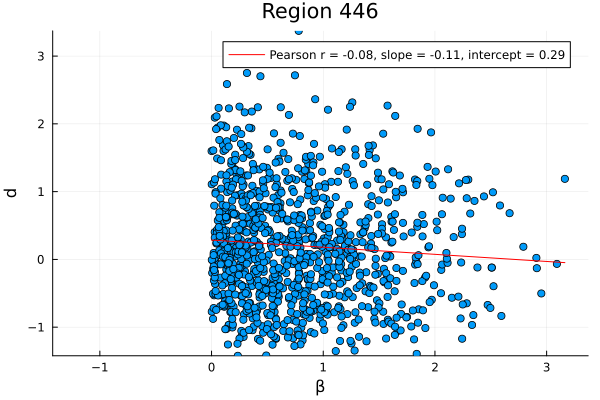 Region 446
Pearson r = -0.08, slope = -0.11, intercept = 0.29
3
2
1
0
−1
d
−1 0 1 2 3
β